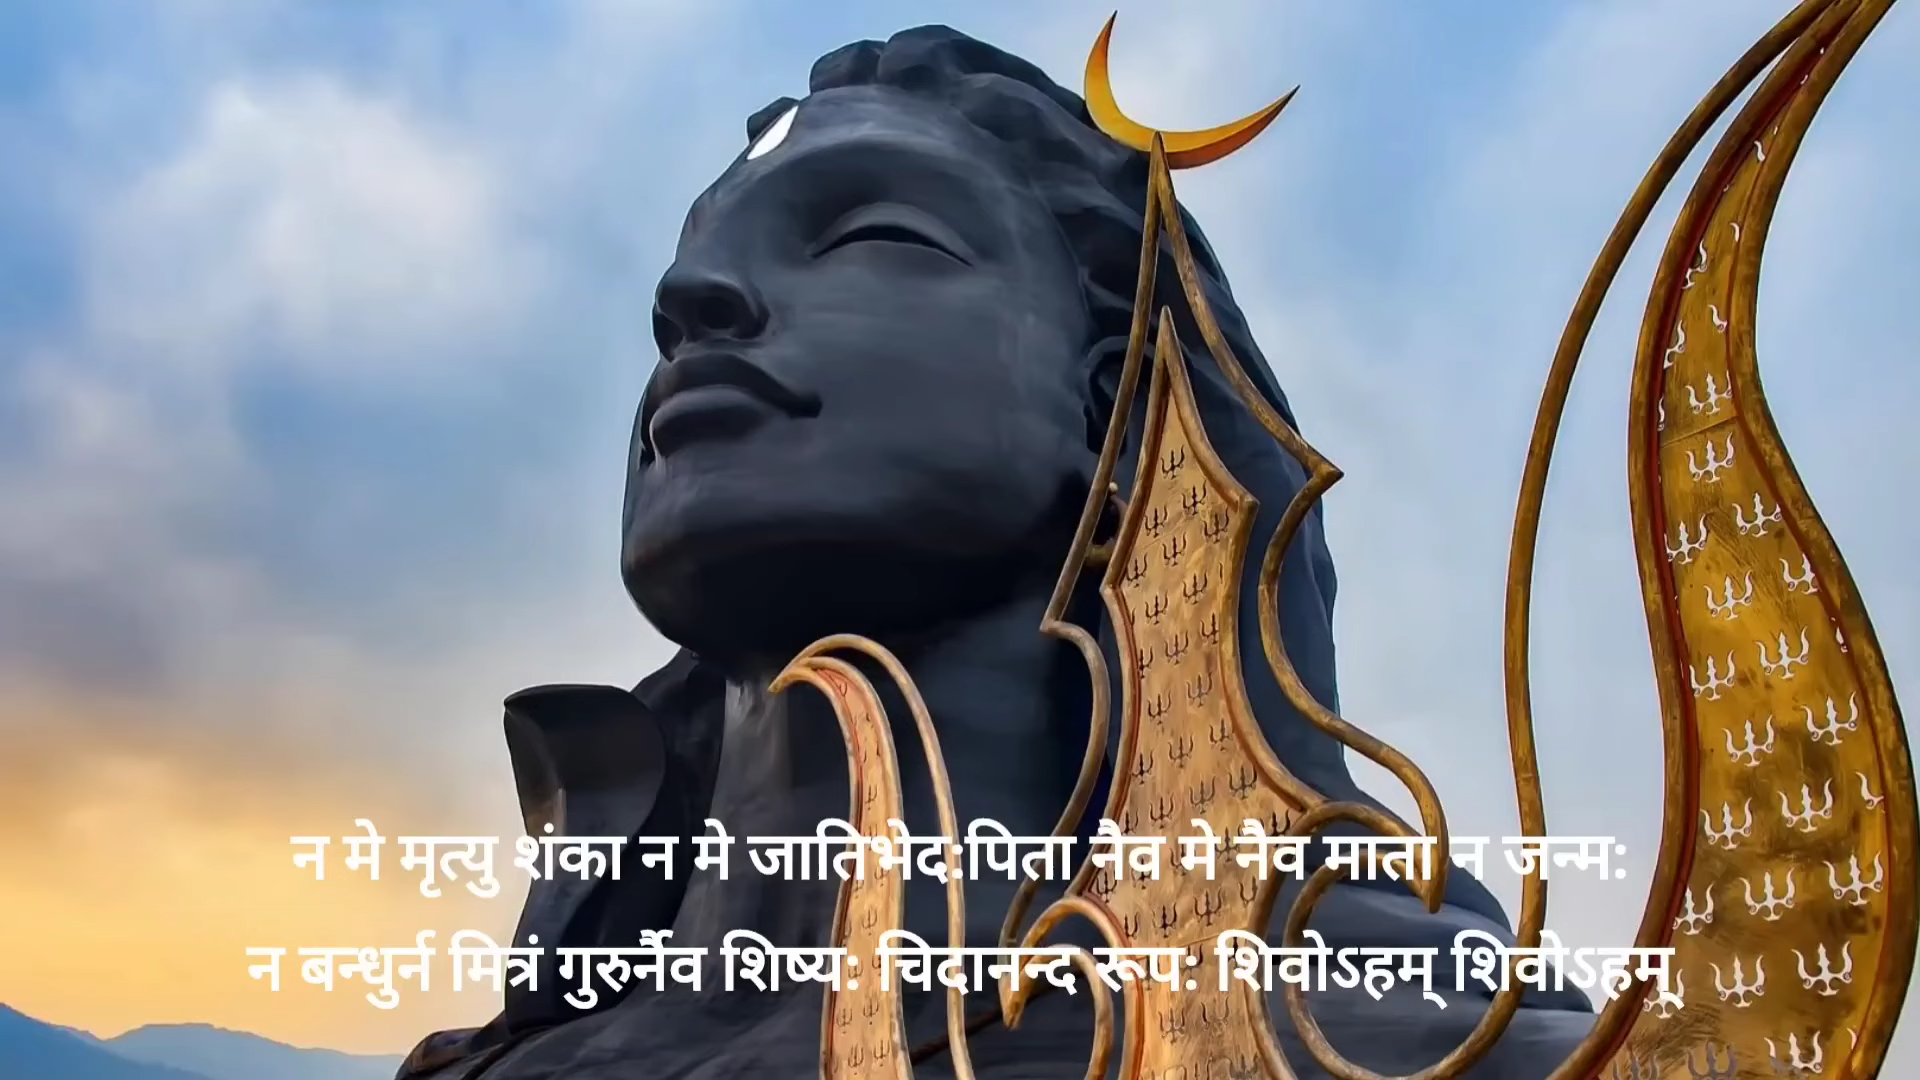 न मे मृत्यु शंका न मे जातिभेद:पिता नैव मे नैव माता न जन्म:
न बन्धुर्न मित्रं गुरुर्नैव शिष्य: चिदानन्द रूप: शिवोऽहम् शिवोऽहम्